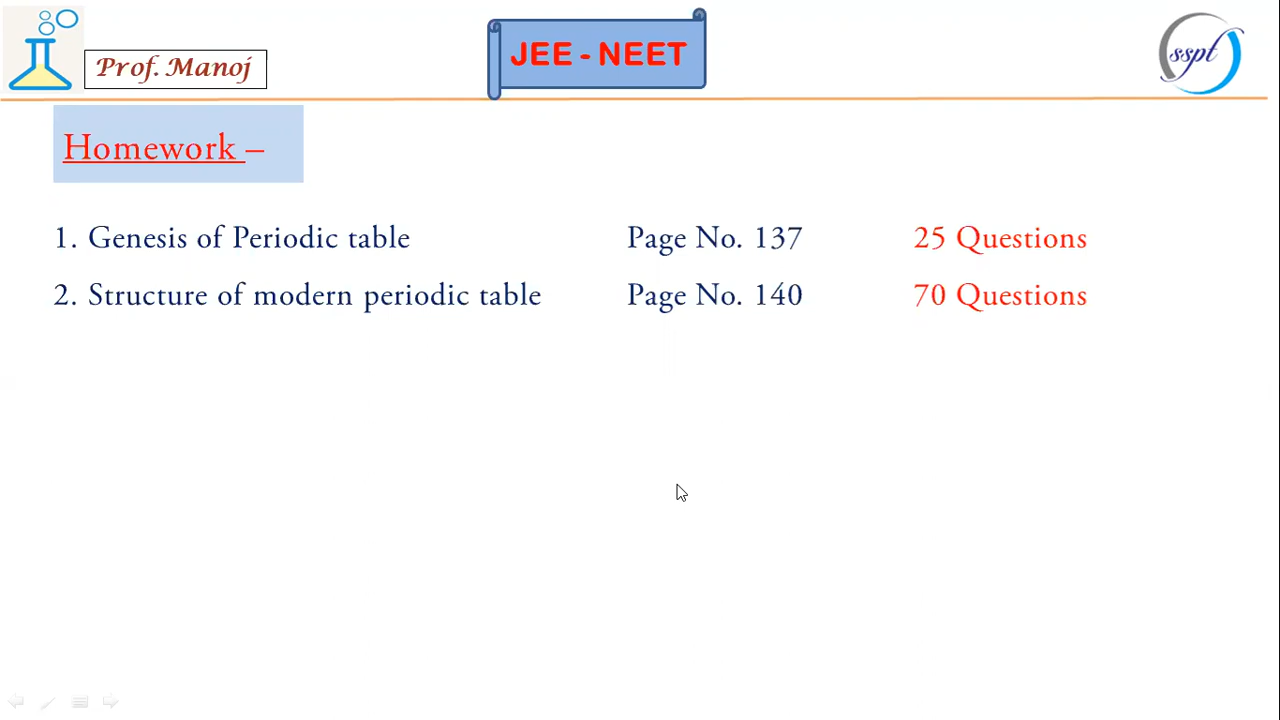 Prof. Manoj
JEE - NEET
sspt
Homework –
1. Genesis of Periodic table Page No. 137 25 Questions
2. Structure of modern periodic table Page No. 140 70 Questions